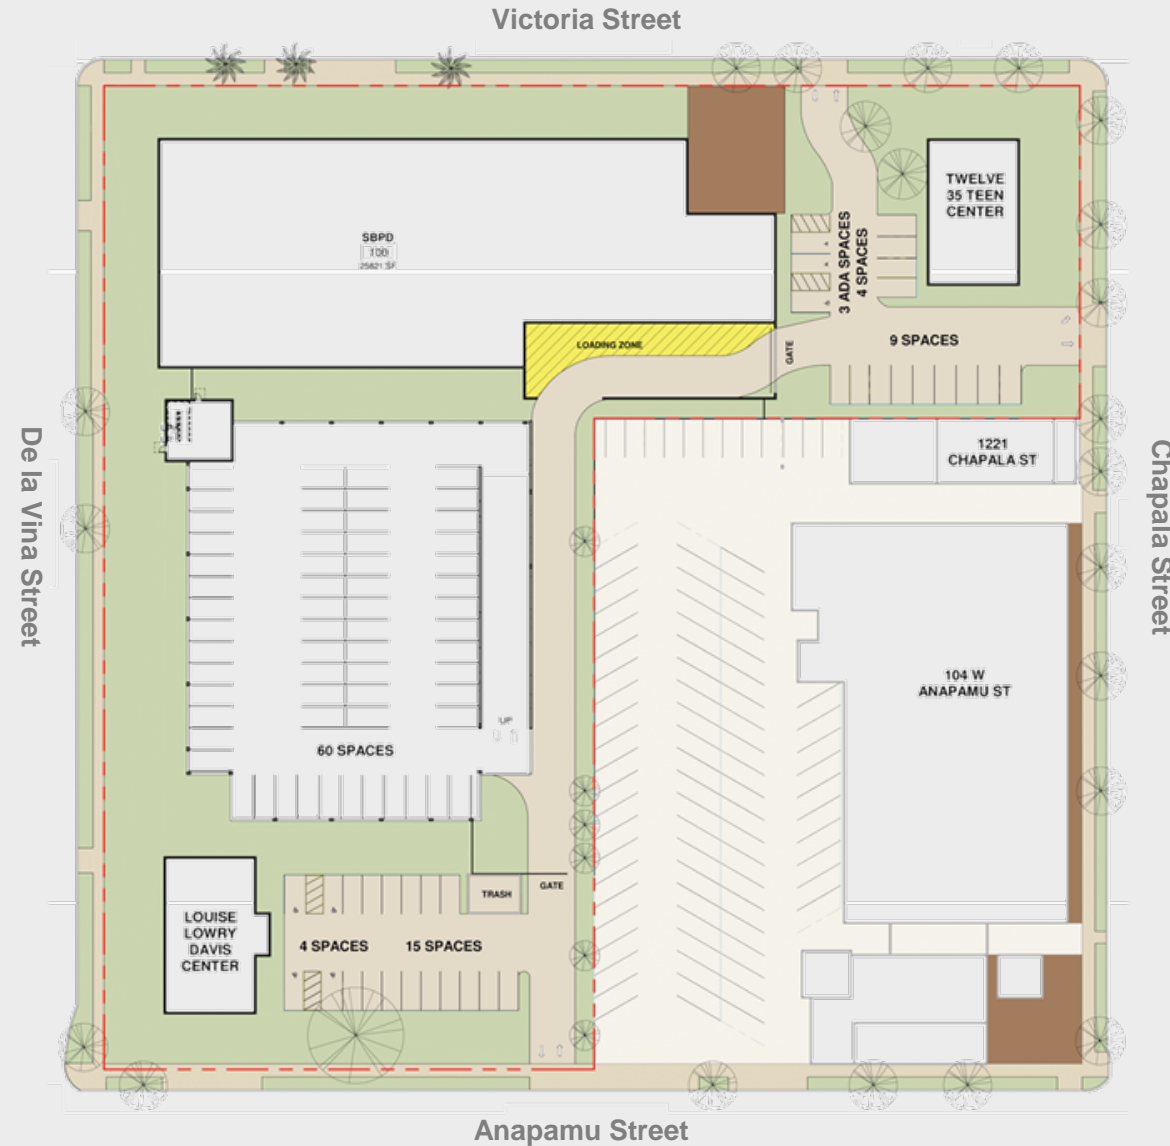 Victoria Street
TWELVE
35 TEEN
CENTER
SBPD
100
25821 SF
3 ADA SPACES
4 SPACES
LOADING ZONE
GATE
9 SPACES
De la Vina Street
Chapala Street
1221
CHAPALA ST
104 W
ANAPAMU ST
UP
60 SPACES
TRASH
GATE
LOUISE
LOWRY
DAVIS
CENTER
4 SPACES
15 SPACES
Anapamu Street